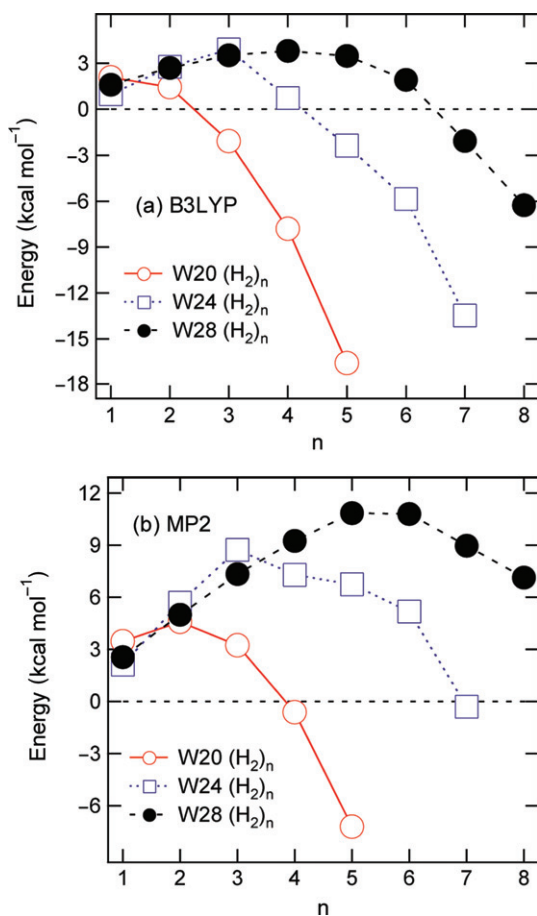 3
0
−3
−6
−9
−12
−15
−18
Energy (kcal mol⁻¹)
(a) B3LYP
W20 (H₂)ₙ
W24 (H₂)ₙ
W28 (H₂)ₙ
1 2 3 4 5 6 7 8
n
12
9
6
3
0
−3
−6
Energy (kcal mol⁻¹)
(b) MP2
W20 (H₂)ₙ
W24 (H₂)ₙ
W28 (H₂)ₙ
1 2 3 4 5 6 7 8
n